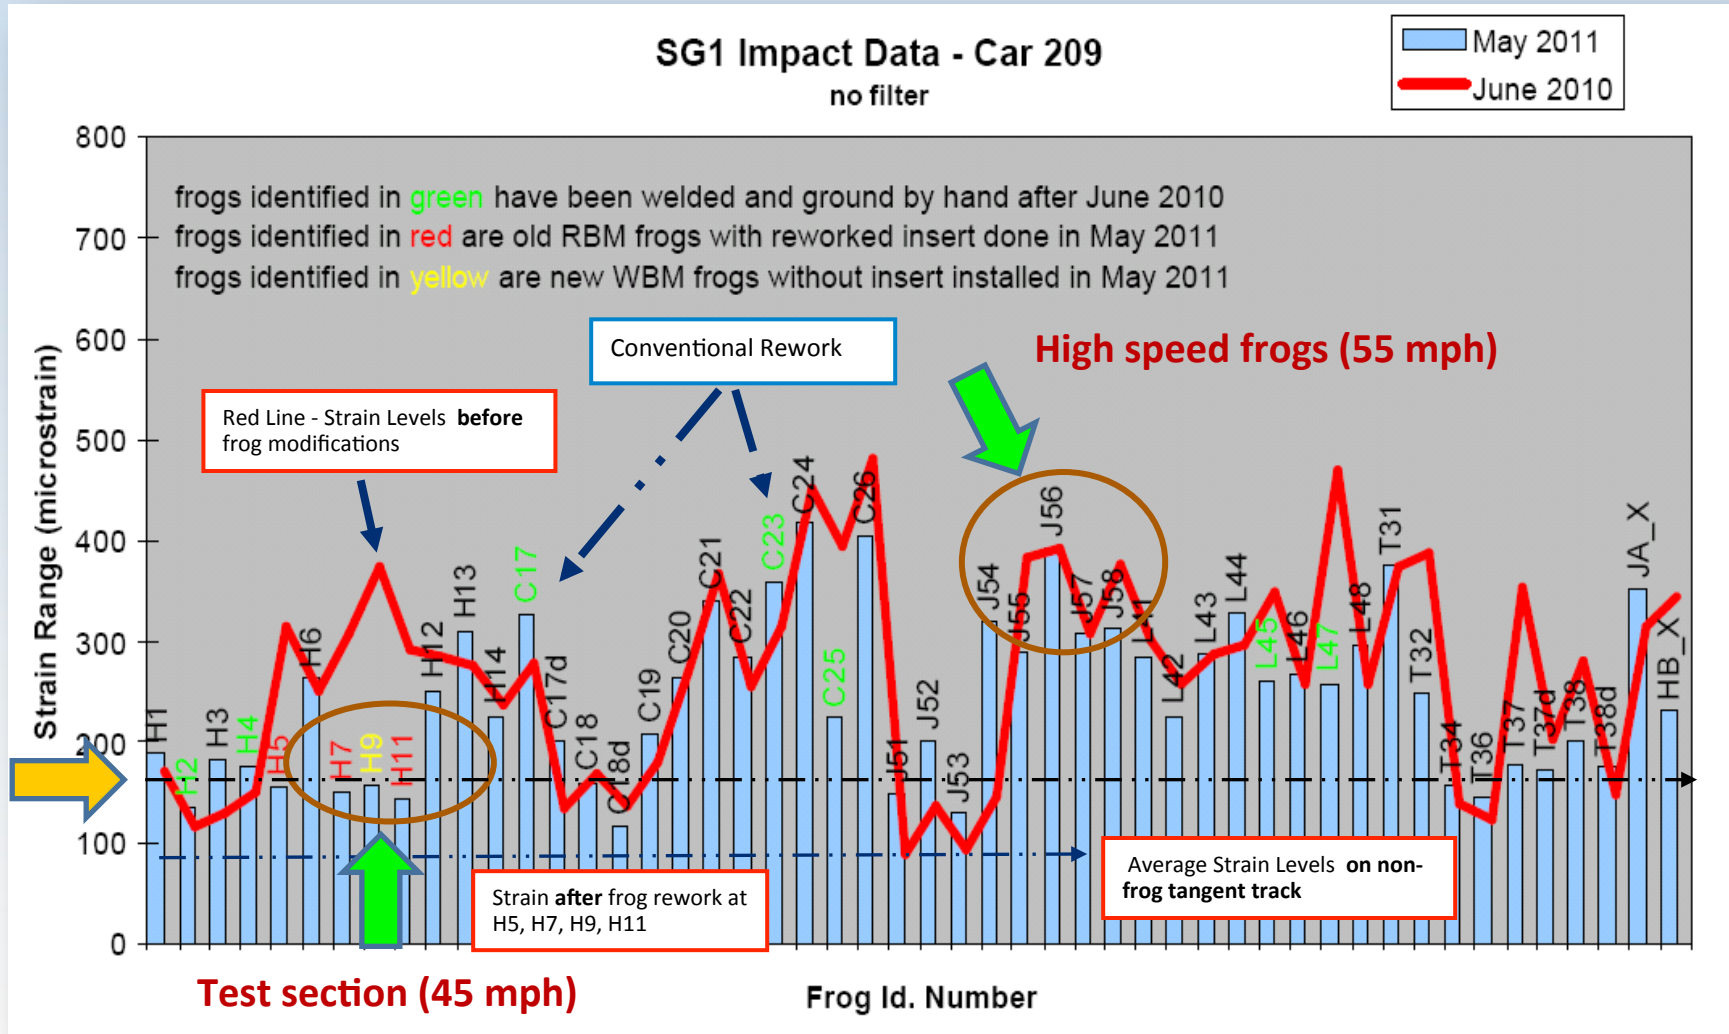 SG1 Impact Data - Car 209
no filter
May 2011
June 2010
800
700
600
500
400
300
200
100
0
Strain Range (microstrain)
frogs identified in green have been welded and ground by hand after June 2010
frogs identified in red are old RBM frogs with reworked insert done in May 2011
frogs identified in yellow are new WBM frogs without insert installed in May 2011
Conventional Rework
High speed frogs (55 mph)
Red Line - Strain Levels before
frog modifications
H1
H2
H3
H4
H5
H6
H7
H9
H11
H12
H13
H14
C17
C17d
C18
C18d
C19
C20
C21
C22
C23
C24
C25
C26
J51
J52
J53
J54
J55
J56
J57
J58
L41
L42
L43
L44
L45
L46
L47
L48
T31
T32
T34
T36
T37
T37d
T38
T38d
JA_X
HB_X
Strain after frog rework at
H5, H7, H9, H11
Average Strain Levels on non-
frog tangent track
Test section (45 mph)
Frog Id. Number